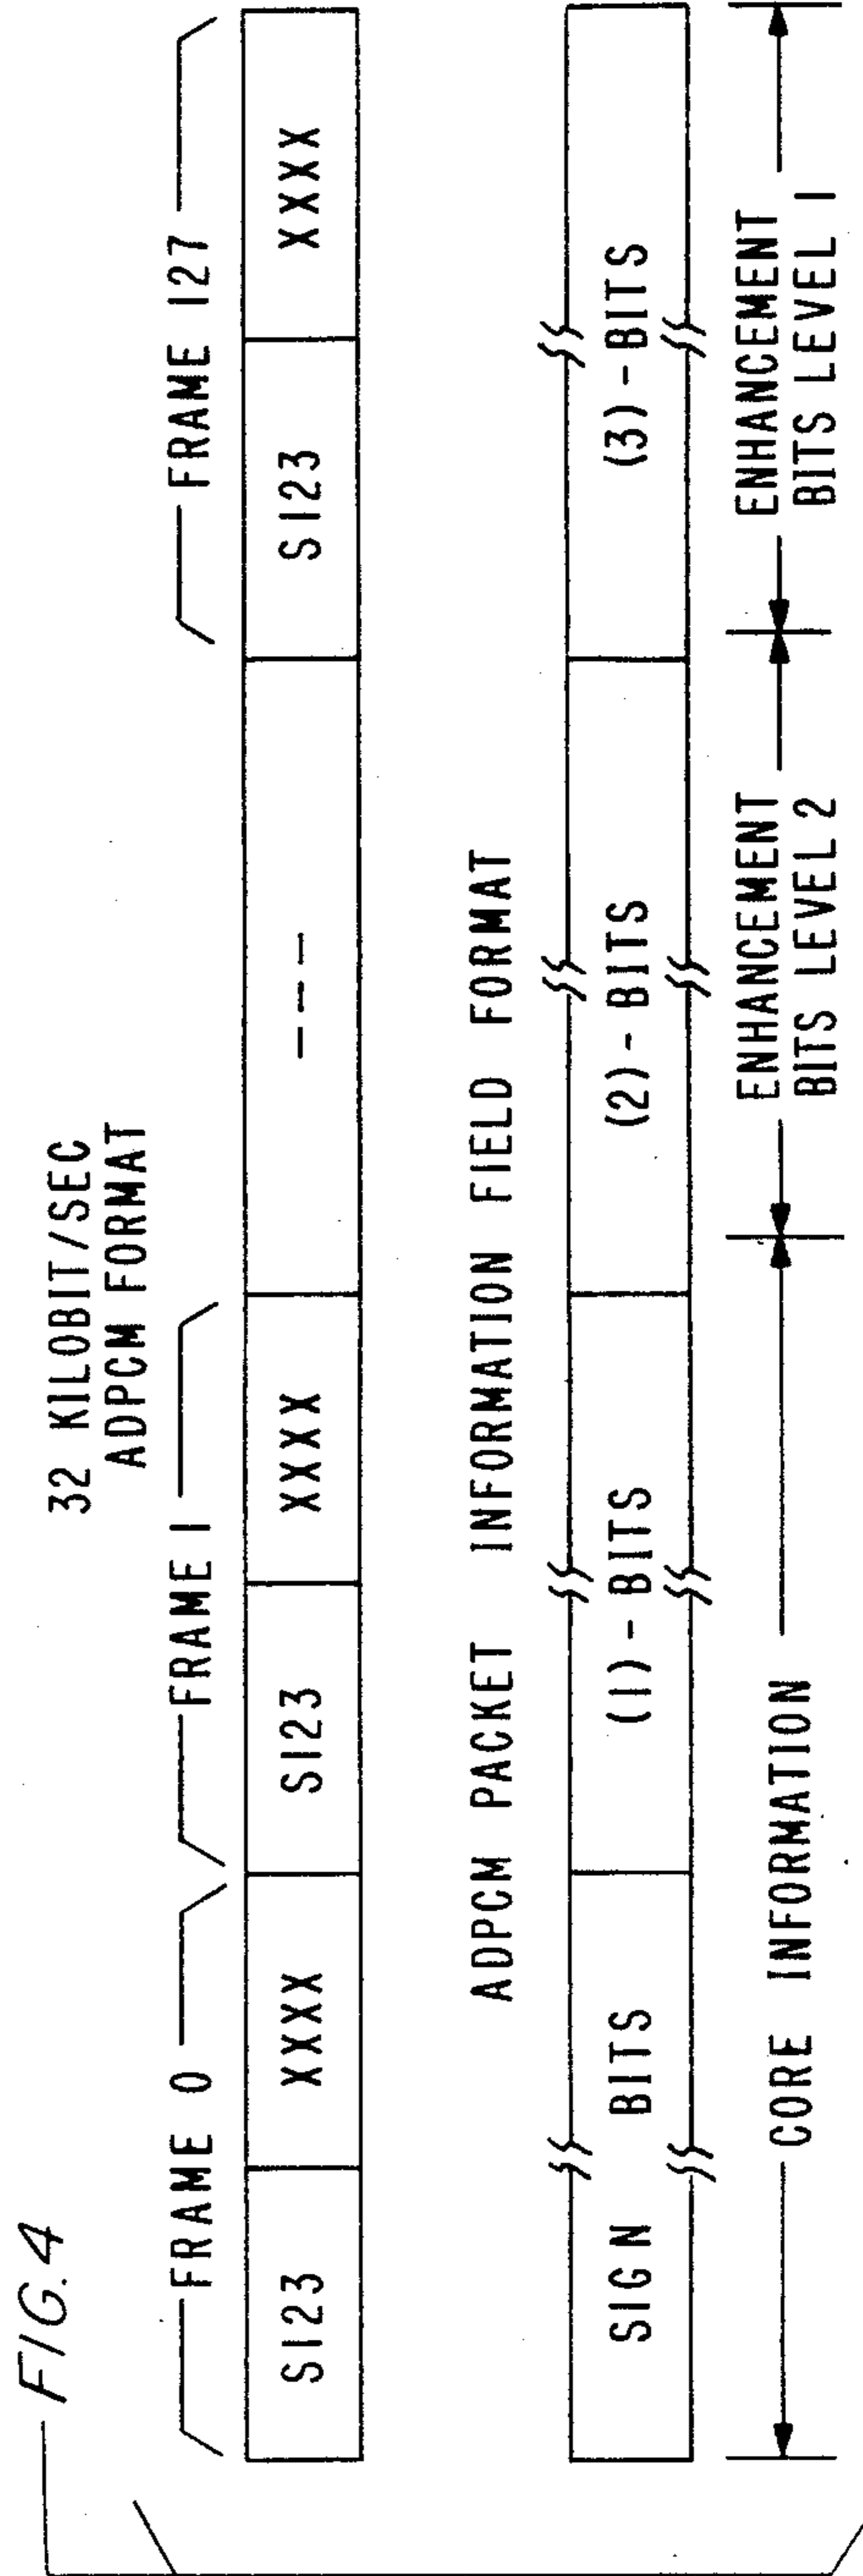 FIG. 4
32 KILOBIT/SEC
ADPCM FORMAT
FRAME 0 FRAME 1 FRAME 127
S123 XXXX S123 XXXX --- S123 XXXX
ADPCM PACKET INFORMATION FIELD FORMAT
SIGN BITS (1)-BITS (2)-BITS (3)-BITS
CORE INFORMATION
ENHANCEMENT
BITS LEVEL 2
ENHANCEMENT
BITS LEVEL 1